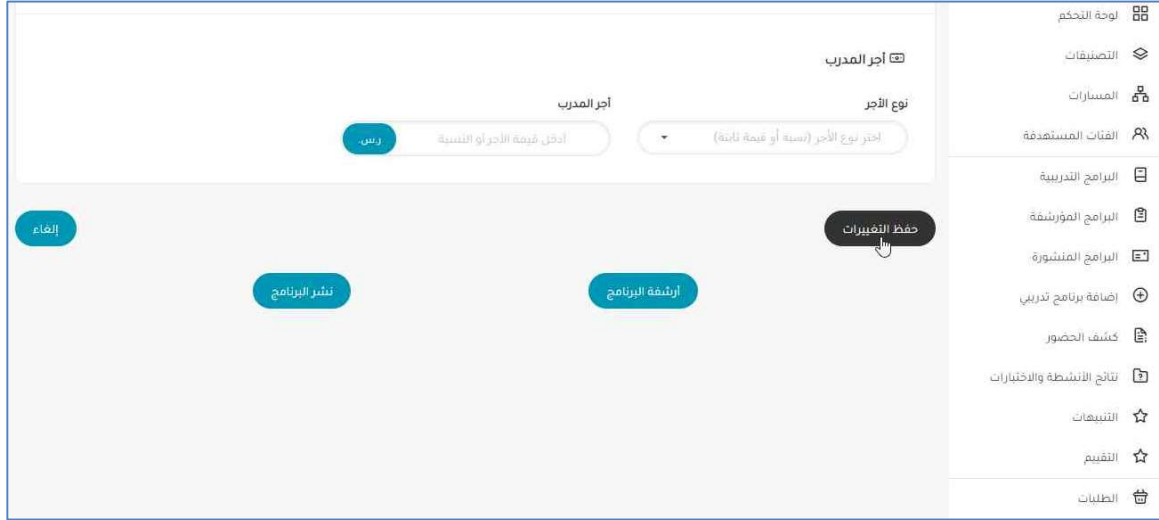 لوحة التحكم
التصنيفات
المسارات
الفئات المستهدفة
البرامج التدريبية
البرامج المؤرشفة
البرامج المنشورة
إضافة برنامج تدريبي
كشف الحضور
نتائج الأنشطة والاختبارات
التنبيهات
التقييم
الطلبات
أجر المدرب
نوع الأجر
اختر نوع الأجر (نسبة أو قيمة ثابتة)
أجر المدرب
أدخل قيمة الأجر أو النسبة
ر.س.
حفظ التغييرات
إلغاء
أرشفة البرنامج
نشر البرنامج